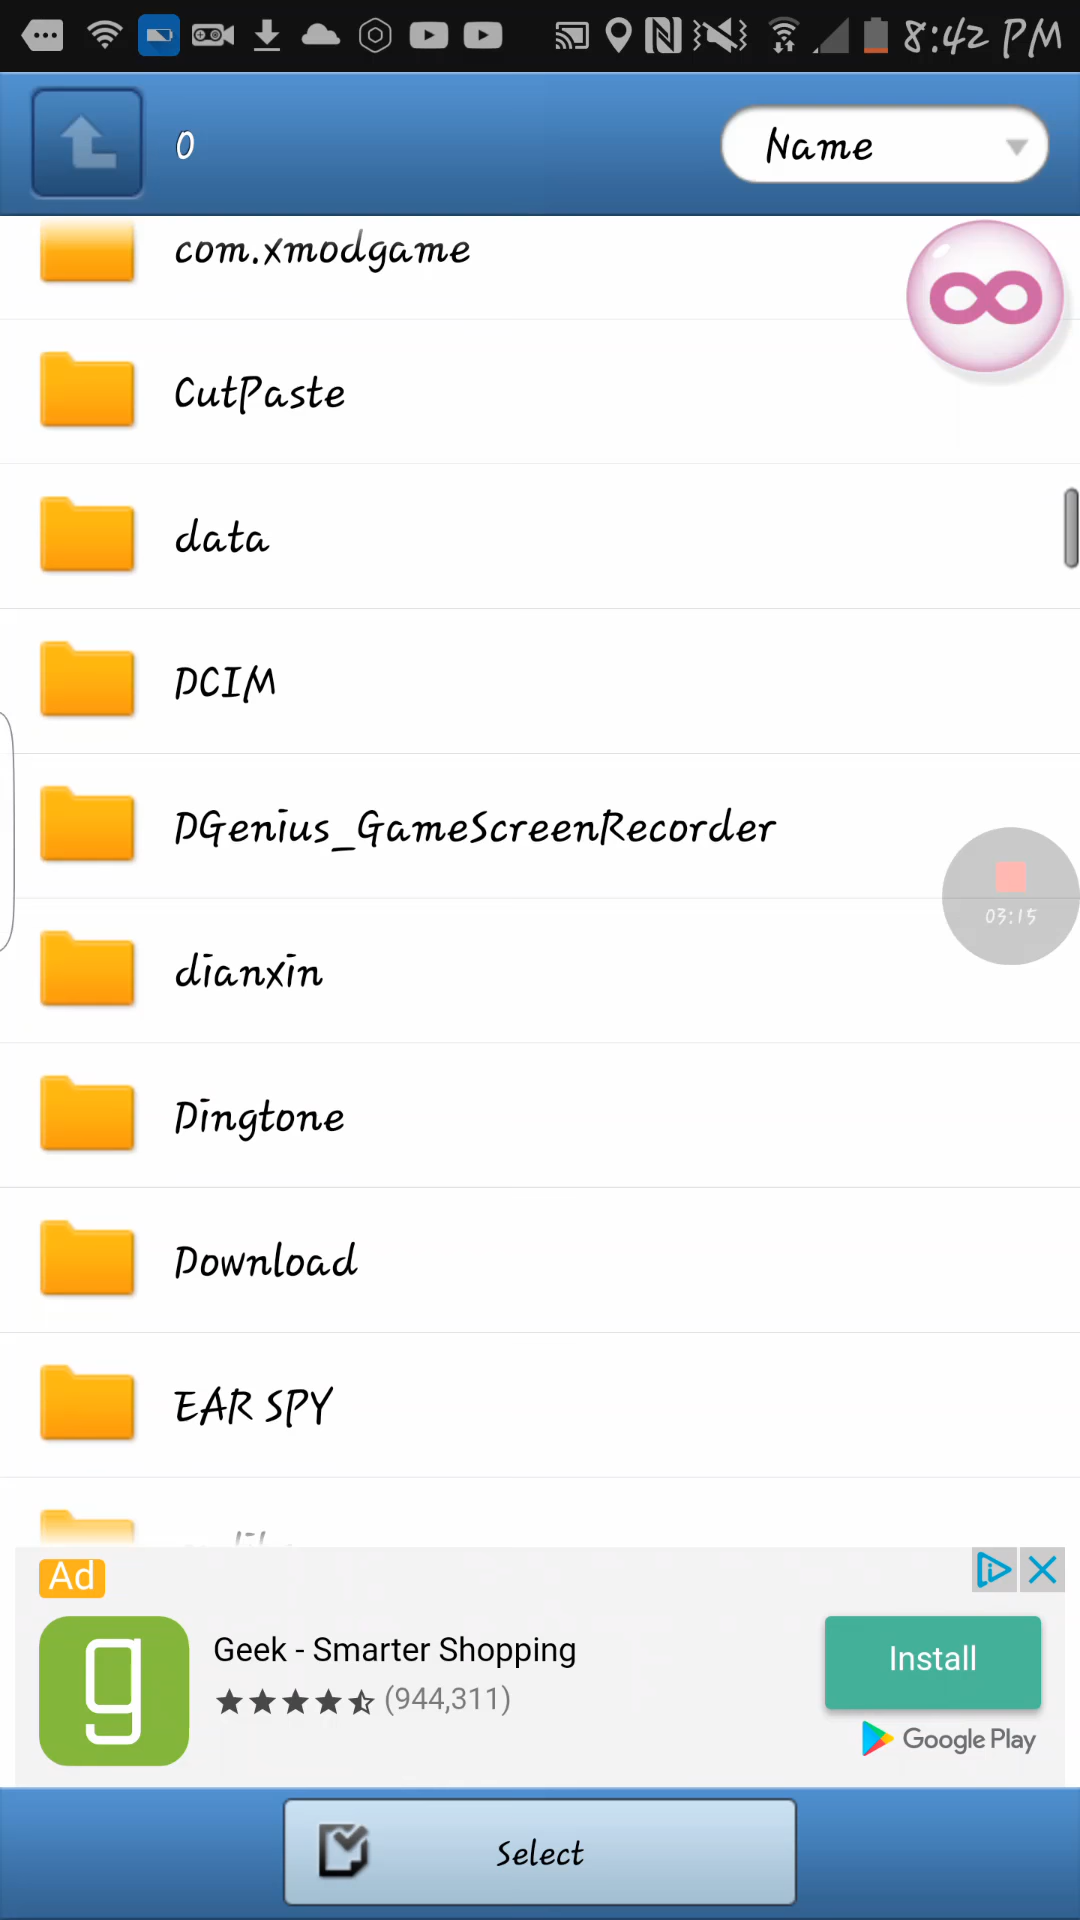 8:42 PM
0
Name
com.xmodgame
CutPaste
data
DCIM
DGenius_GameScreenRecorder
03:15
dianxin
Dingtone
Download
EAR SPY
Ad
g
Geek - Smarter Shopping
(944,311)
Install
Google Play
Select